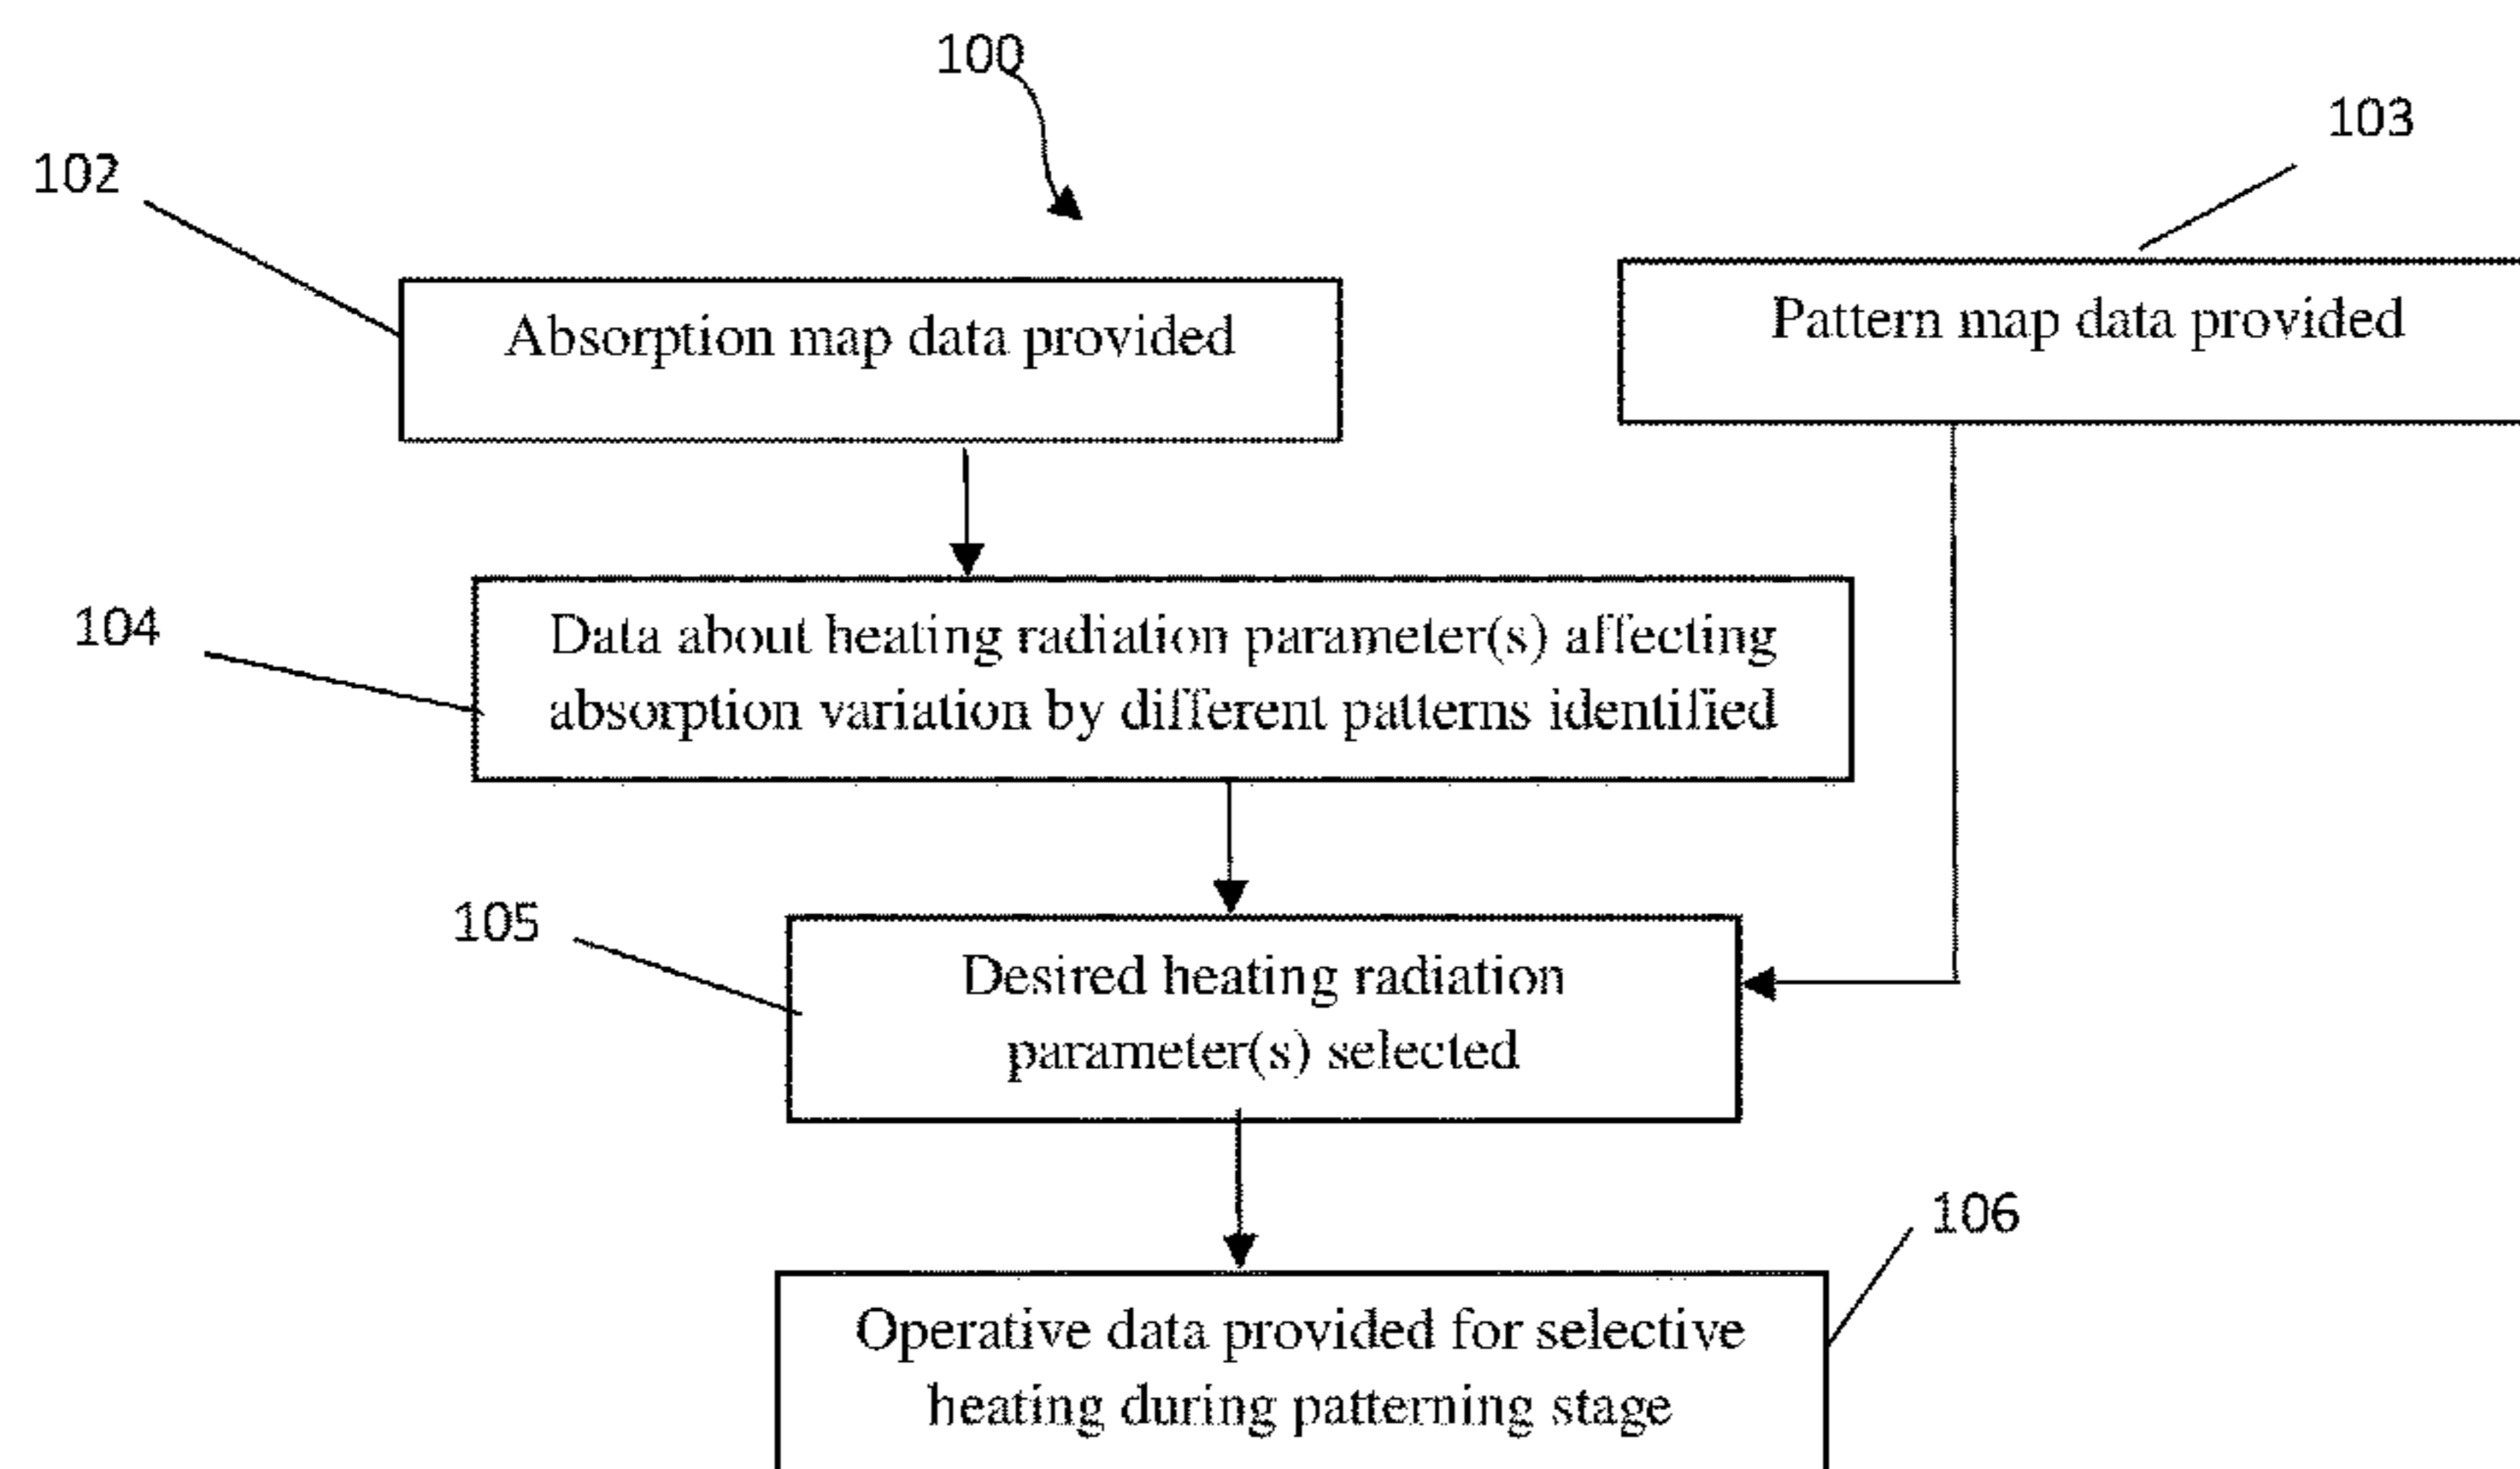 100
103
102
Absorption map data provided
Pattern map data provided
104
Data about heating radiation parameter(s) affecting
absorption variation by different patterns identified
105
Desired heating radiation
parameter(s) selected
106
Operative data provided for selective
heating during patterning stage